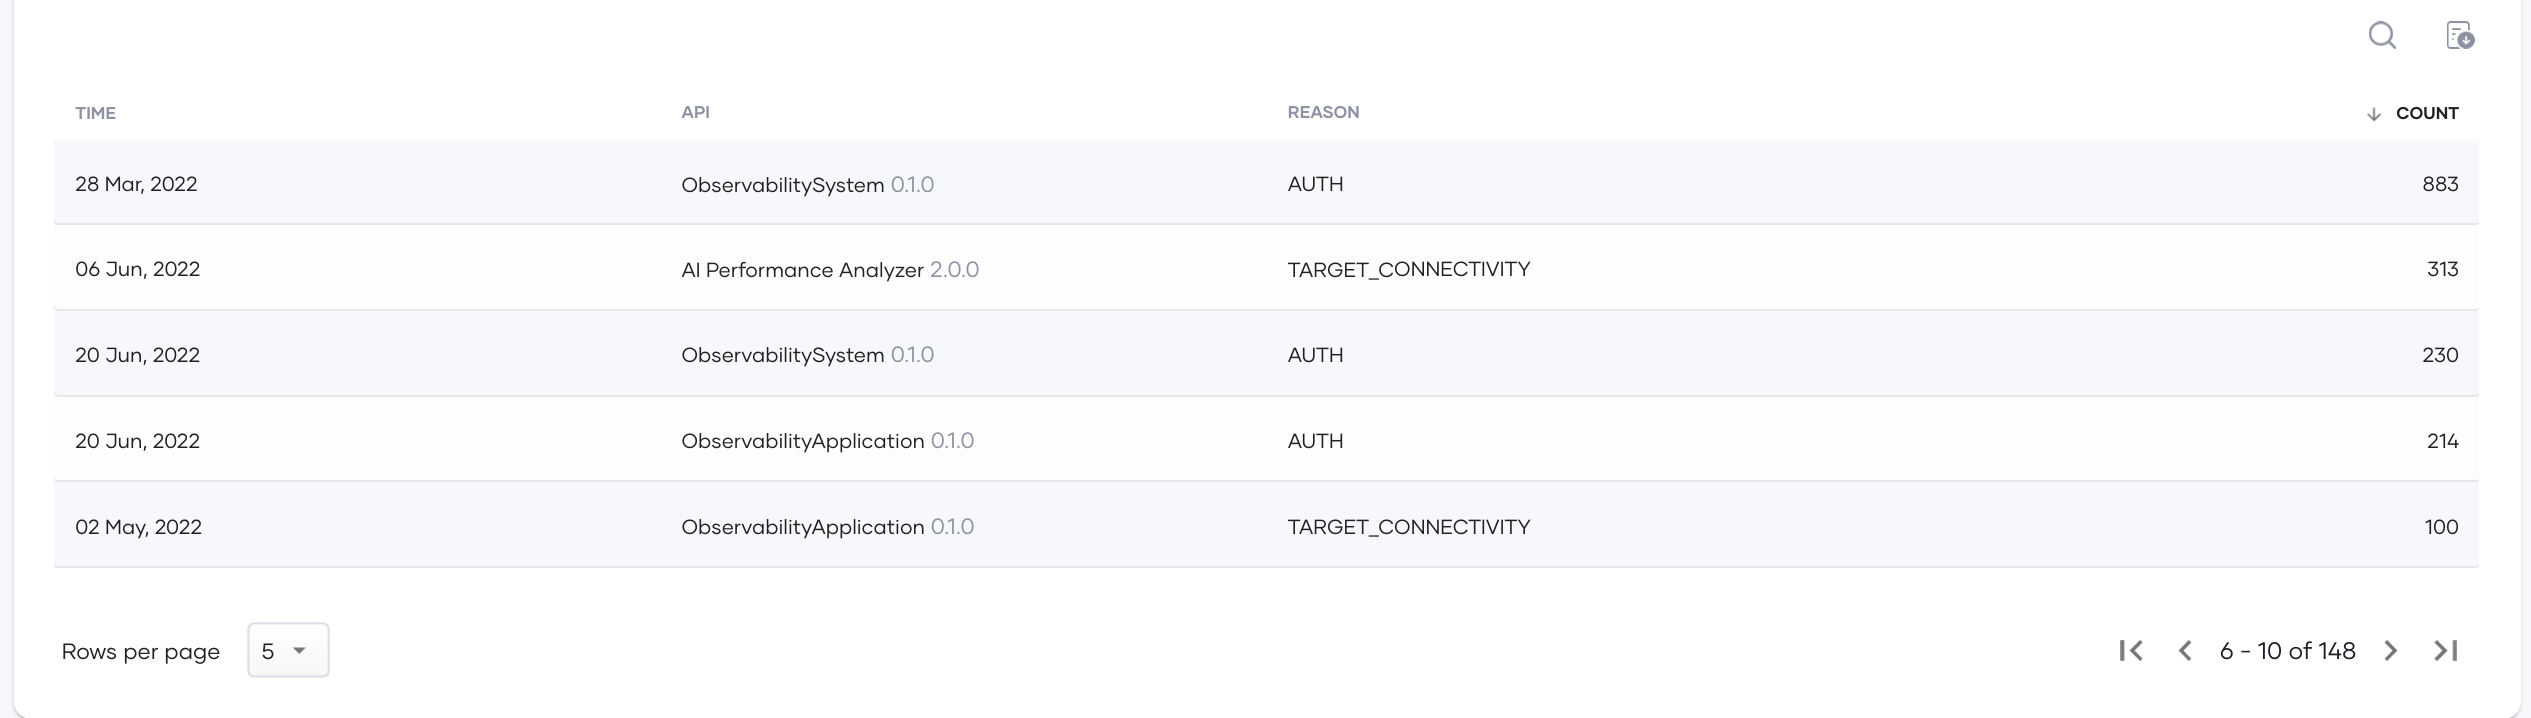 TIME API REASON COUNT
28 Mar, 2022 ObservabilitySystem 0.1.0 AUTH 883
06 Jun, 2022 AI Performance Analyzer 2.0.0 TARGET_CONNECTIVITY 313
20 Jun, 2022 ObservabilitySystem 0.1.0 AUTH 230
20 Jun, 2022 ObservabilityApplication 0.1.0 AUTH 214
02 May, 2022 ObservabilityApplication 0.1.0 TARGET_CONNECTIVITY 100
Rows per page 5 6 - 10 of 148